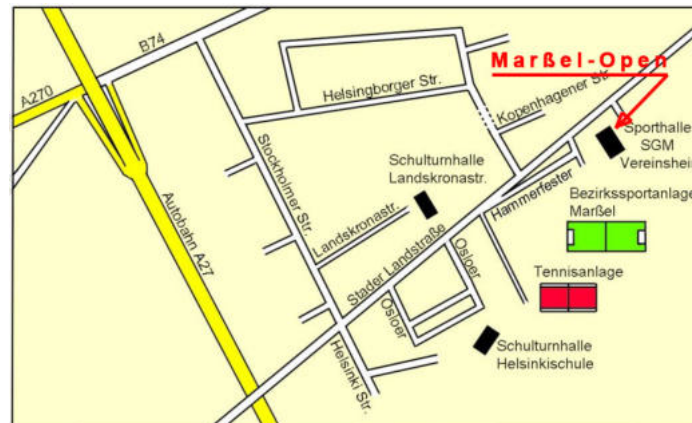 B74
A270
Marßel-Open
Helsingborger Str.
Kopenhagener Str.
Sporthalle
SGM
Vereinsheim
Stockholmer Str.
Schulturnhalle
Landskronastr.
Hammerfester
Autobahn A27
Bezirkssportanlage
Marßel
Landskronastr.
Stader Landstraße
Osloer
Tennisanlage
Osloer
Schulturnhalle
Helsinkischule
Helsinki Str.